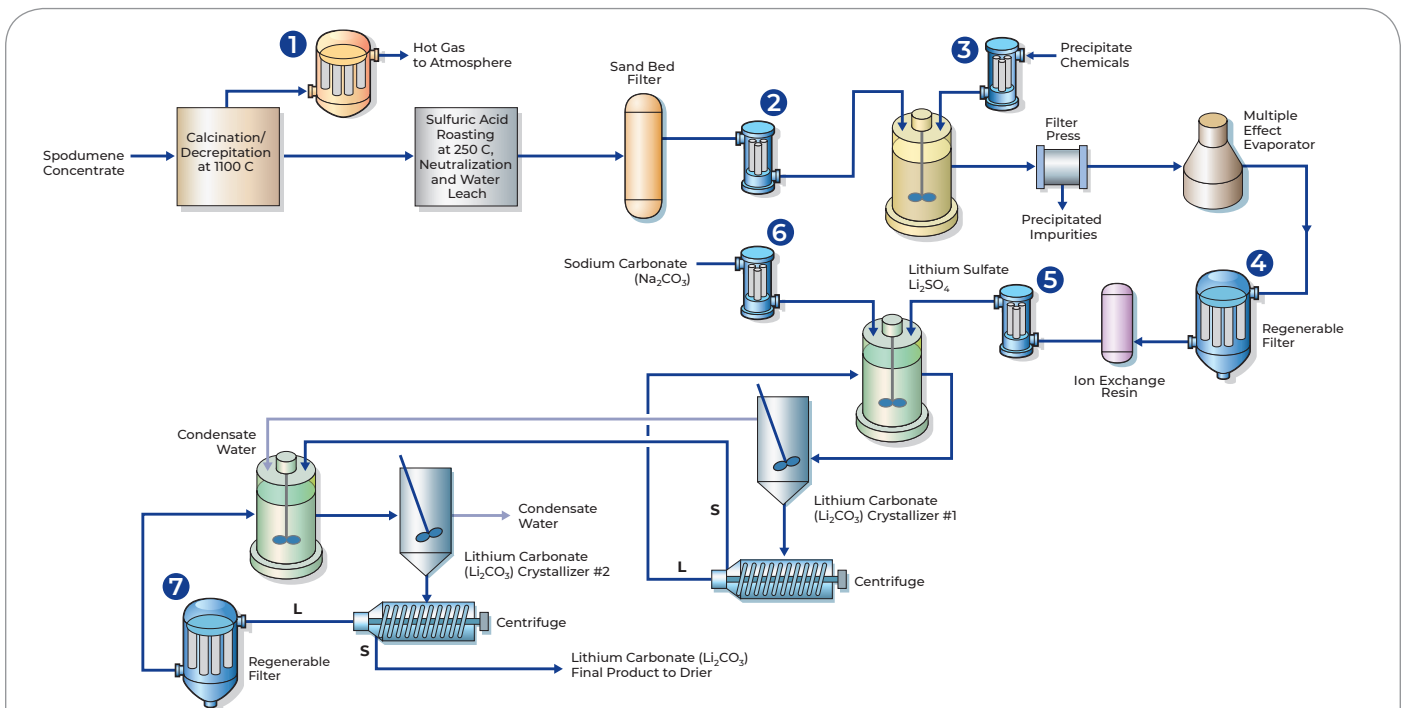 1
Hot Gas
to Atmosphere
Spodumene
Concentrate
Calcination/
Decrepitation
at 1100 C
Sulfuric Acid
Roasting
at 250 C,
Neutralization
and Water
Leach
Sand Bed
Filter
2
3
Precipitate
Chemicals
Filter
Press
Precipitated
Impurities
Multiple
Effect
Evaporator
6
Sodium Carbonate
(Na₂CO₃)
Lithium Sulfate
Li₂SO₄
5
4
Regenerable
Filter
Ion Exchange
Resin
Condensate
Water
Condensate
Water
Lithium Carbonate
(Li₂CO₃) Crystallizer #1
S
L
Centrifuge
Lithium Carbonate
(Li₂CO₃) Crystallizer #2
7
L
Centrifuge
S
Regenerable
Filter
Lithium Carbonate (Li₂CO₃)
Final Product to Drier